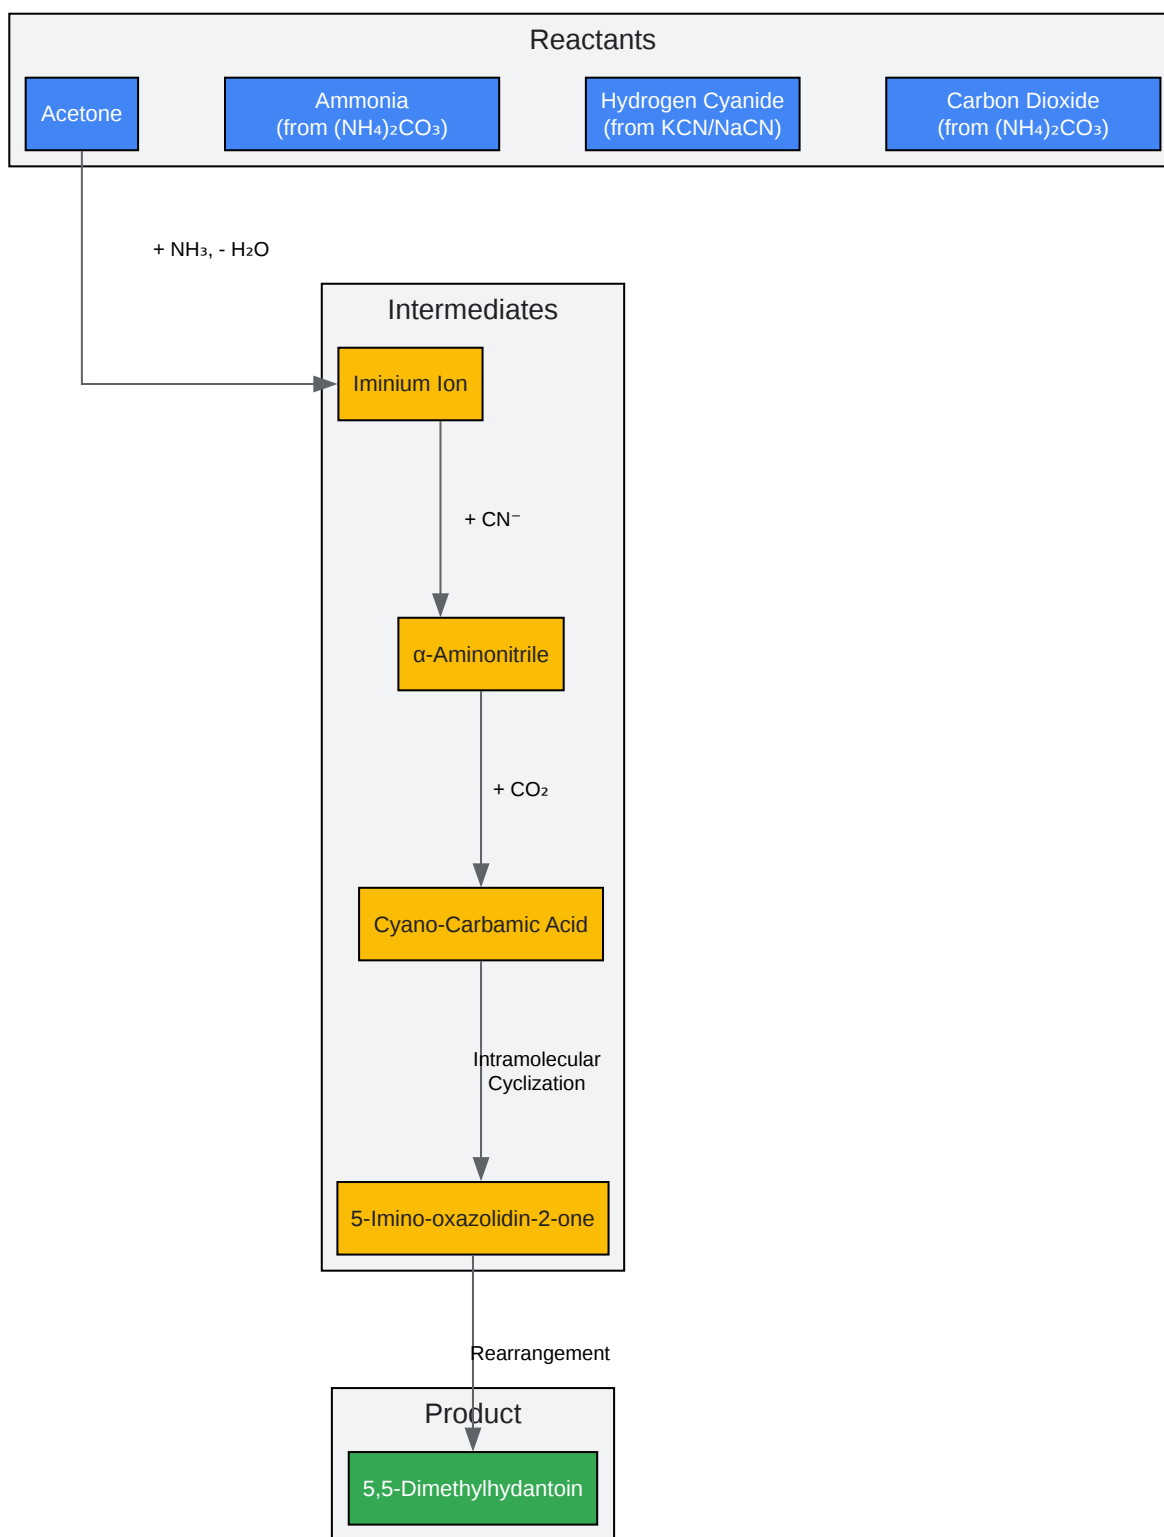 Reactants
Acetone
Ammonia
(from (NH₄)₂CO₃)
Hydrogen Cyanide
(from KCN/NaCN)
Carbon Dioxide
(from (NH₄)₂CO₃)
+ NH₃, - H₂O
Intermediates
Iminium Ion
+ CN⁻
α-Aminonitrile
+ CO₂
Cyano-Carbamic Acid
Intramolecular
Cyclization
5-Imino-oxazolidin-2-one
Rearrangement
Product
5,5-Dimethylhydantoin